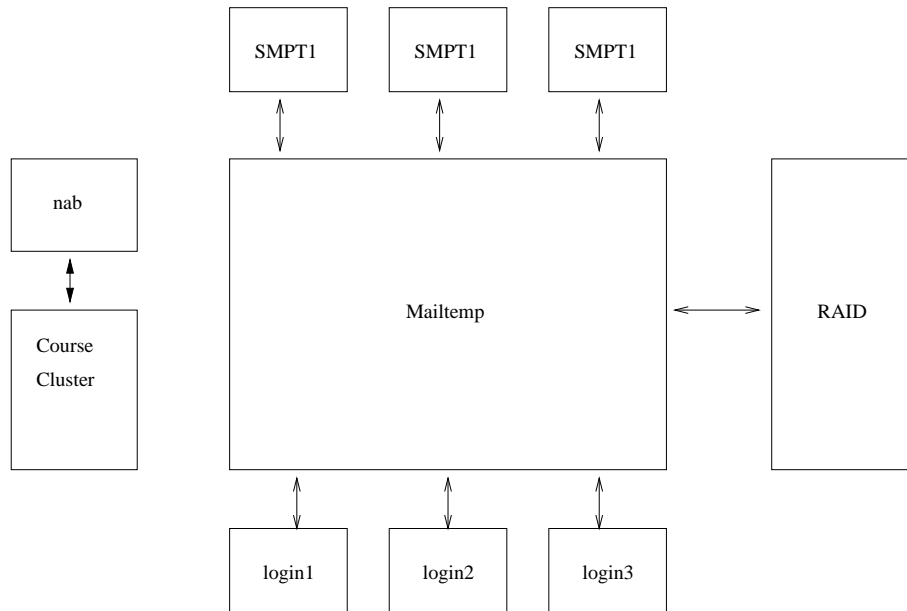 SMPT1
SMPT1
SMPT1
nab
Mailtemp
RAID
Course
Cluster
login1
login2
login3